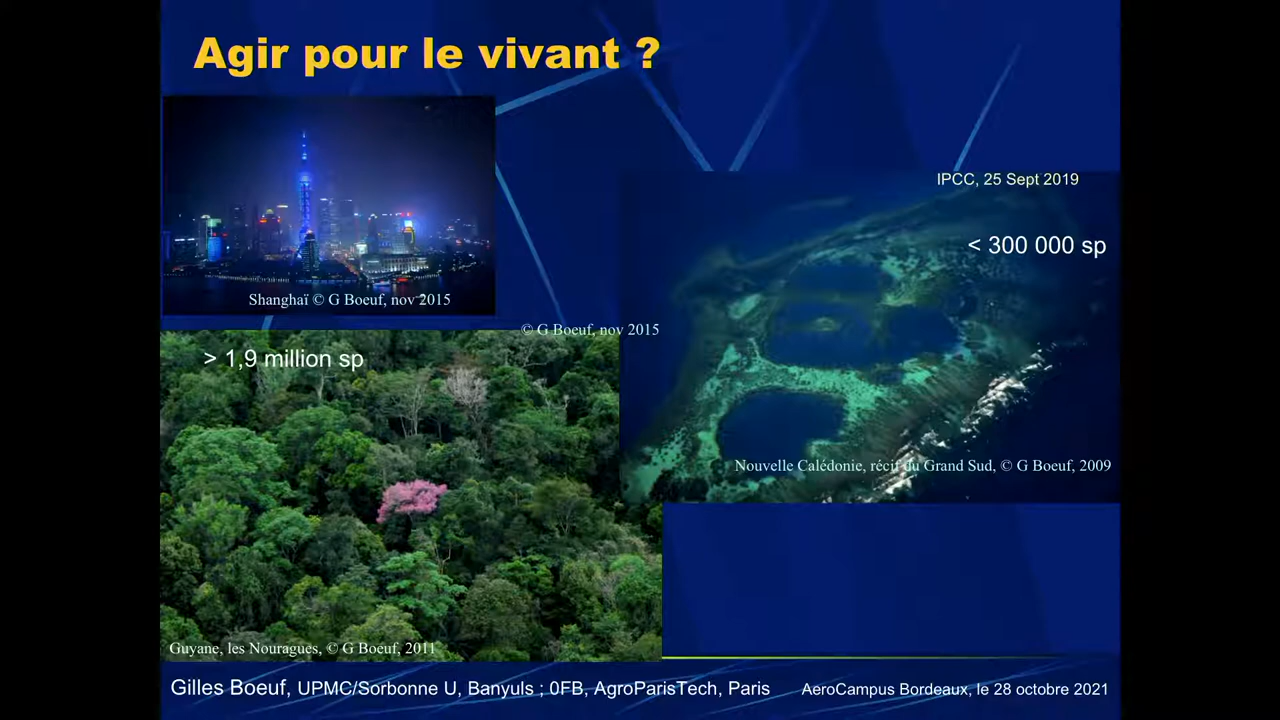 Agir pour le vivant ?
IPCC, 25 Sept 2019
< 300 000 sp
Shanghaï © G Boeuf, nov 2015
© G Boeuf, nov 2015
> 1,9 million sp
Nouvelle Calédonie, récif du Grand Sud, © G Boeuf, 2009
Guyane, les Nouragues, © G Boeuf, 2011
Gilles Boeuf, UPMC/Sorbonne U, Banyuls ; 0FB, AgroParisTech, Paris
AeroCampus Bordeaux, le 28 octobre 2021